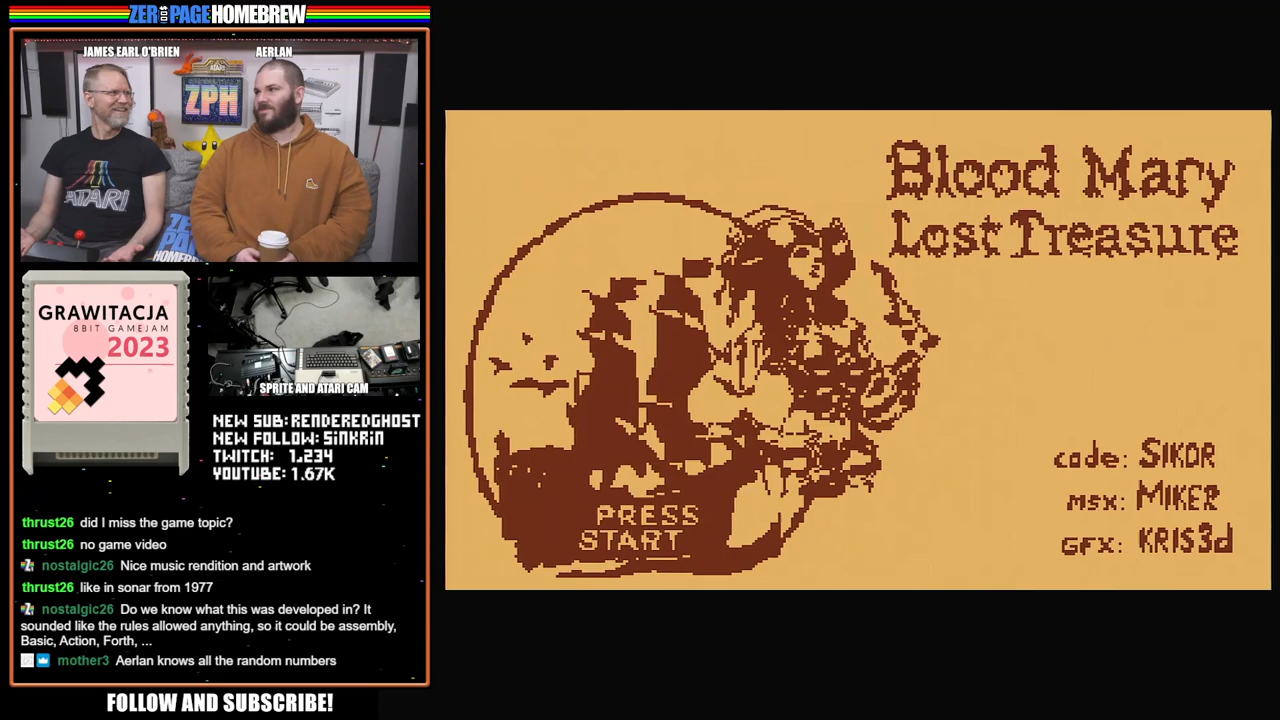 ZEROPAGE HOMEBREW
JAMES EARL O'BRIEN
AERLAN
ATARI
ZPH
ATARI
ZERO
PAGE
HOMEBREW
GRAWITACJA
8BIT GAMEJAM
2023
SPRITE AND ATARI CAM
NEW SUB: RENDEREDGHOST
NEW FOLLOW: SINKRIN
TWITCH: 1,234
YOUTUBE: 1.67K
thrust26 did I miss the game topic?
thrust26 no game video
nostalgic26 Nice music rendition and artwork
thrust26 like in sonar from 1977
nostalgic26 Do we know what this was developed in? It
sounded like the rules allowed anything, so it could be assembly,
Basic, Action, Forth, ...
mother3 Aerlan knows all the random numbers
FOLLOW AND SUBSCRIBE!
Blood Mary
Lost Treasure
code: SIKOR
msx: MIKER
GFX: KRIS3d
PRESS
START